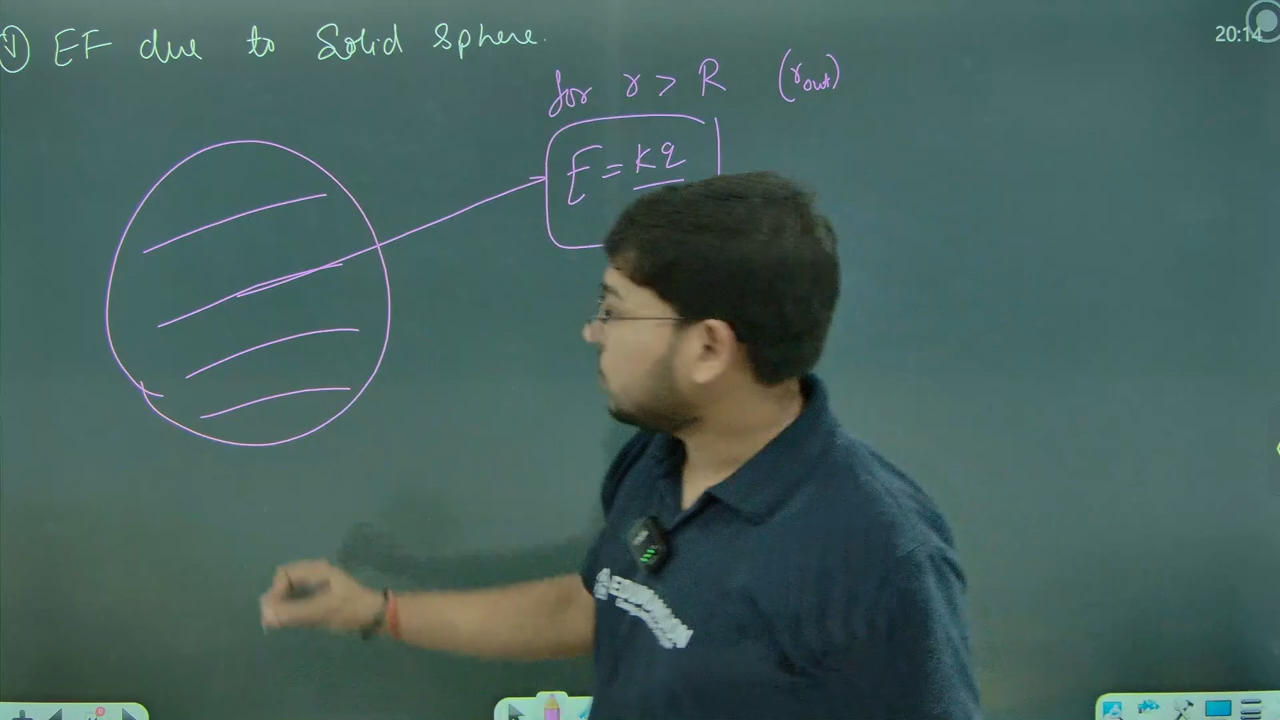 ① EF due to Solid Sphere.
20:14
for r > R (r_out)
E = kq